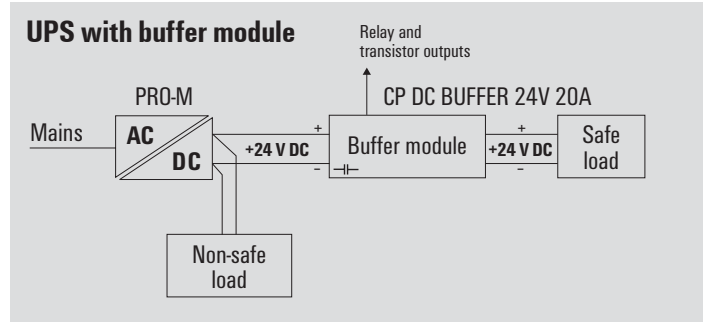 UPS with buffer module
Relay and
transistor outputs
PRO-M
CP DC BUFFER 24V 20A
Mains
AC
DC
+
+24 V DC
–
Buffer module
+
+24 V DC
–
Safe
load
Non-safe
load